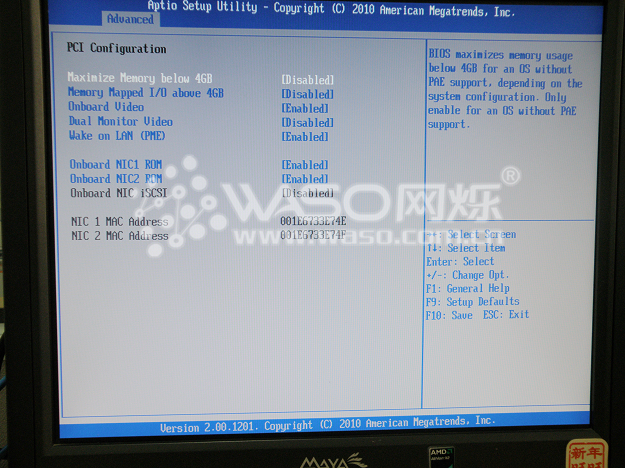 Aptio Setup Utility - Copyright (C) 2010 American Megatrends, Inc.
Advanced
PCI Configuration
Maximize Memory below 4GB [Disabled]
Memory Mapped I/O above 4GB [Disabled]
Onboard Video [Enabled]
Dual Monitor Video [Disabled]
Wake on LAN (PME) [Enabled]
Onboard NIC1 ROM [Enabled]
Onboard NIC2 ROM [Enabled]
Onboard NIC iSCSI [Disabled]
NIC 1 MAC Address 001E6733E74E
NIC 2 MAC Address 001E6733E74F
BIOS maximizes memory usage
below 4GB for an OS without
PAE support, depending on the
system configuration. Only
enable for an OS without PAE
support.
WASO网烁®
www.waso.com
→←: Select Screen
↑↓: Select Item
Enter: Select
+/-: Change Opt.
F1: General Help
F9: Setup Defaults
F10: Save ESC: Exit
Version 2.00.1201. Copyright (C) 2010 American Megatrends, Inc.
MAYA
AMD
新年